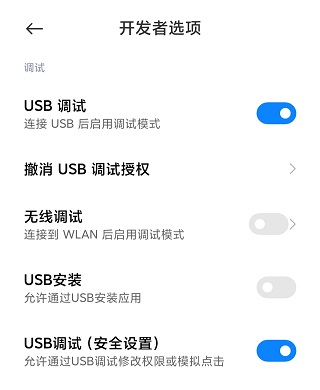 开发者选项
调试
USB 调试
连接 USB 后启用调试模式
撤消 USB 调试授权
无线调试
连接到 WLAN 后启用调试模式
USB安装
允许通过USB安装应用
USB调试（安全设置）
允许通过USB调试修改权限或模拟点击